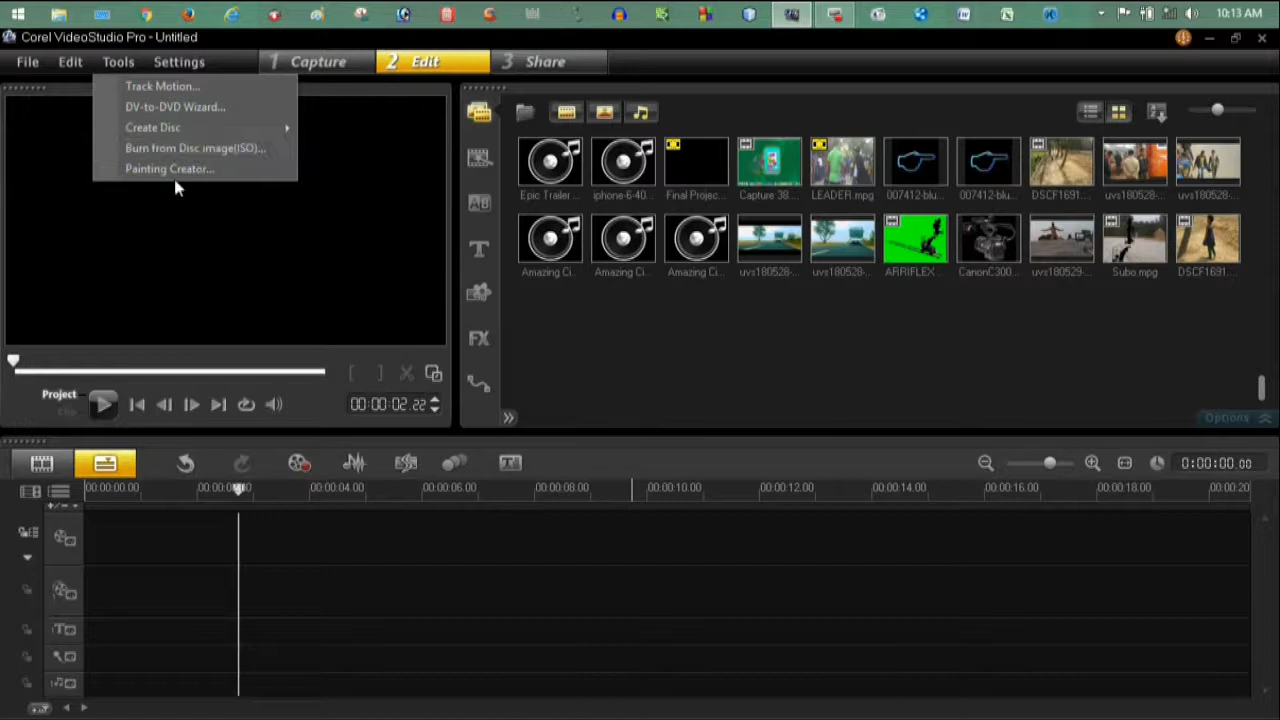 10:13 AM
Corel VideoStudio Pro - Untitled
File Edit Tools Settings 1 Capture 2 Edit 3 Share
Track Motion...
DV-to-DVD Wizard...
Create Disc
Burn from Disc image(ISO)...
Painting Creator...
Epic Trailer ... iphone-6-40... Final Projec... Capture 38.... LEADER.mpg 007412-blu... 007412-blu... DSCF1691.... uvs180528-... uvs180528-...
Amazing Ci... Amazing Ci... Amazing Ci... uvs180528-... uvs180528-... ARRIFLEX... CanonC300... uvs180529-... Subo.mpg DSCF1691....
AB
T
FX
Project
Clip
00:00:02.22
Options
0:00:00.00
00:00:00.00 00:00:04.00 00:00:06.00 00:00:08.00 00:00:10.00 00:00:12.00 00:00:14.00 00:00:16.00 00:00:18.00 00:00:20